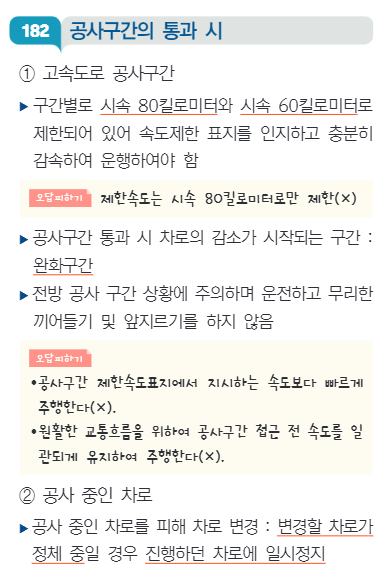 182 공사구간의 통과 시
① 고속도로 공사구간
▶ 구간별로 시속 80킬로미터와 시속 60킬로미터로
제한되어 있어 속도제한 표지를 인지하고 충분히
감속하여 운행하여야 함
오답피하기 제한속도는 시속 80킬로미터로만 제한(×)
▶ 공사구간 통과 시 차로의 감소가 시작되는 구간 :
완화구간
▶ 전방 공사 구간 상황에 주의하며 운전하고 무리한
끼어들기 및 앞지르기를 하지 않음
오답피하기
•공사구간 제한속도표지에서 지시하는 속도보다 빠르게
주행한다(×).
•원활한 교통흐름을 위하여 공사구간 접근 전 속도를 일
관되게 유지하여 주행한다(×).
② 공사 중인 차로
▶ 공사 중인 차로를 피해 차로 변경 : 변경할 차로가
정체 중일 경우 진행하던 차로에 일시정지